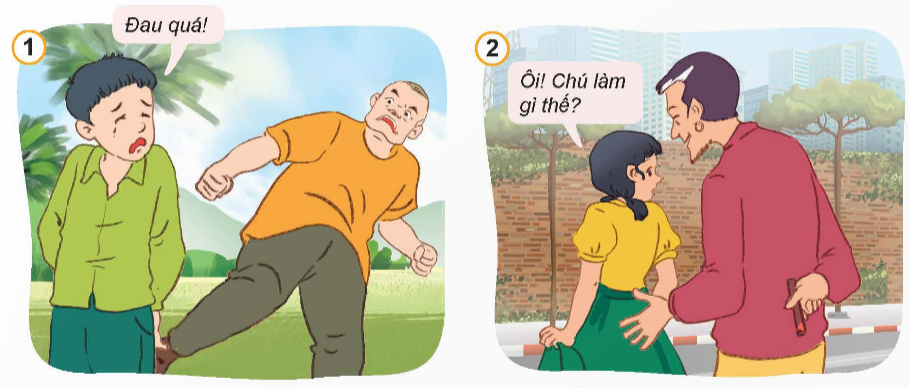 1
Đau quá!
2
Ôi! Chú làm
gì thế?